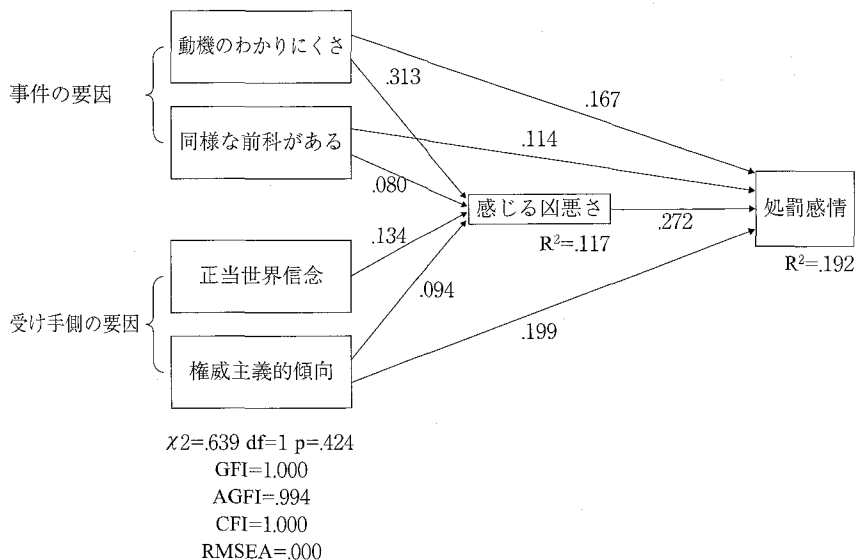 動機のわかりにくさ
.313
事件の要因
.167
同様な前科がある
.114
.080
感じる凶悪さ
.272
処罰感情
R²=.117
R²=.192
.134
正当世界信念
.094
受け手側の要因
.199
権威主義的傾向
χ2=.639 df=1 p=.424
GFI=1.000
AGFI=.994
CFI=1.000
RMSEA=.000